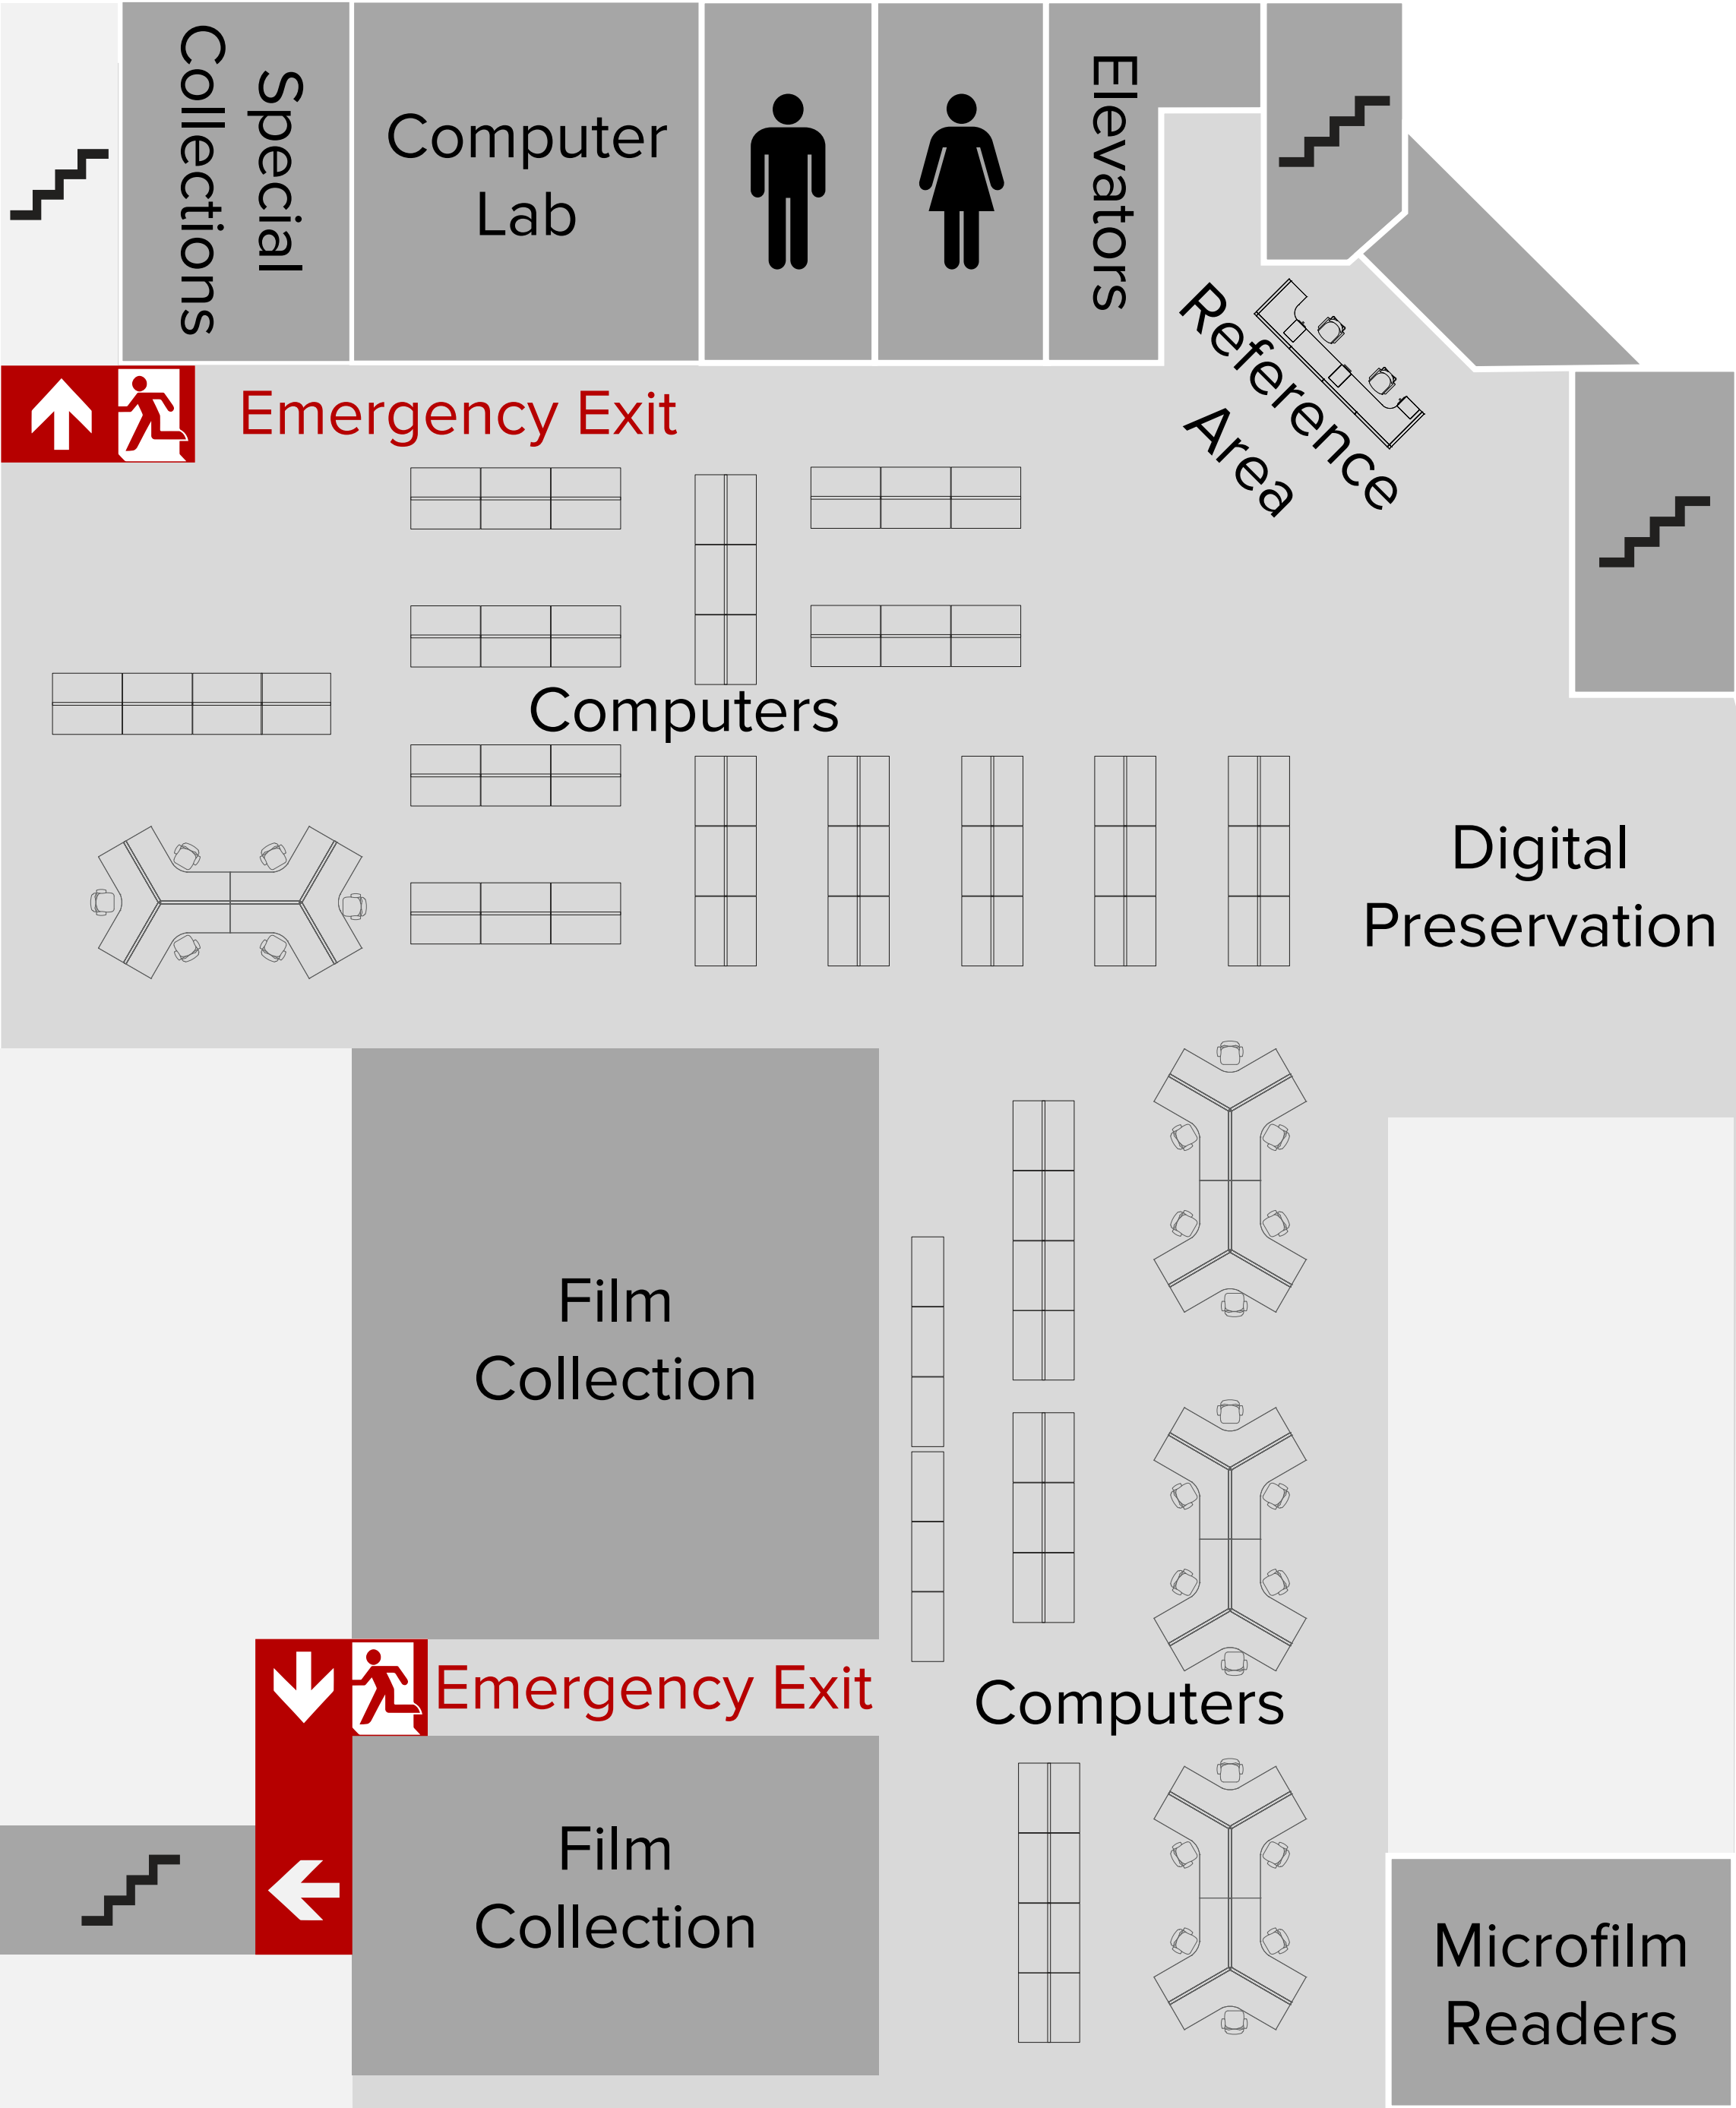 Special
Collections
Computer
Lab
Elevators
Reference
Area
Emergency Exit
Computers
Digital
Preservation
Film
Collection
Emergency Exit
Computers
Film
Collection
Microfilm
Readers